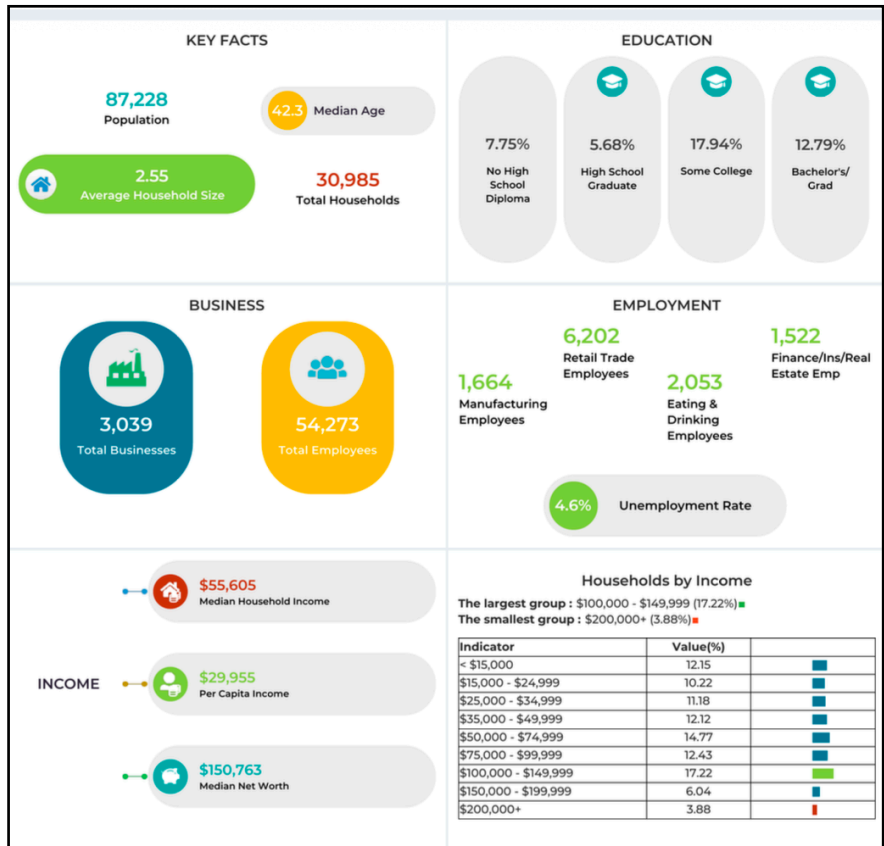 KEY FACTS
87,228
Population
42.3 Median Age
2.55
Average Household Size
30,985
Total Households
EDUCATION
7.75%
No High
School
Diploma
5.68%
High School
Graduate
17.94%
Some College
12.79%
Bachelor's/
Grad
BUSINESS
3,039
Total Businesses
54,273
Total Employees
EMPLOYMENT
1,664
Manufacturing
Employees
6,202
Retail Trade
Employees
2,053
Eating &
Drinking
Employees
1,522
Finance/Ins/Real
Estate Emp
4.6% Unemployment Rate
INCOME
$55,605
Median Household Income
$29,955
Per Capita Income
$150,763
Median Net Worth
Households by Income
The largest group : $100,000 - $149,999 (17.22%)
The smallest group : $200,000+ (3.88%)
Indicator Value(%)
< $15,000 12.15
$15,000 - $24,999 10.22
$25,000 - $34,999 11.18
$35,000 - $49,999 12.12
$50,000 - $74,999 14.77
$75,000 - $99,999 12.43
$100,000 - $149,999 17.22
$150,000 - $199,999 6.04
$200,000+ 3.88